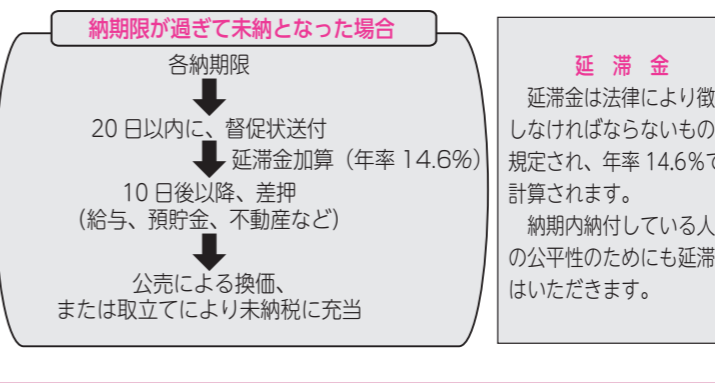 納期限が過ぎて未納となった場合
各納期限
20 日以内に、督促状送付
延滞金加算（年率 14.6%）
10 日後以降、差押
（給与、預貯金、不動産など）
公売による換価、
または取立てにより未納税に充当
延 滞 金
延滞金は法律により徴
しなければならないもの
規定され、年率 14.6%で
計算されます。
納期内納付している人
の公平性のためにも延滞
はいただきます。